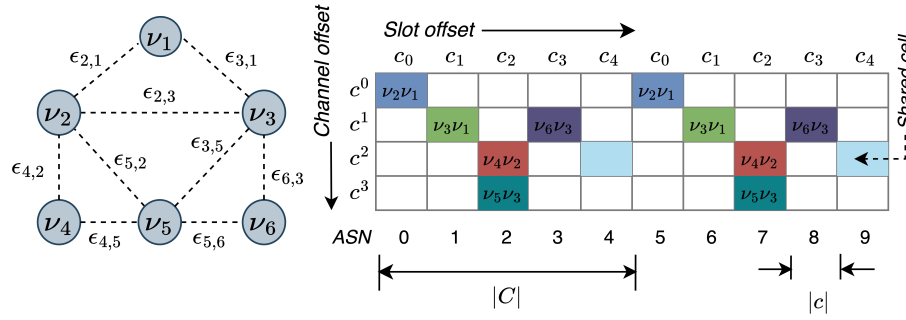 ν₁
ϵ₂,₁ ϵ₃,₁
ν₂ ϵ₂,₃ ν₃
ϵ₄,₂ ϵ₅,₂ ϵ₃,₅ ϵ₆,₃
ν₄ ϵ₄,₅ ν₅ ϵ₅,₆ ν₆
Slot offset
Channel offset
c₀ c₁ c₂ c₃ c₄ c₀ c₁ c₂ c₃ c₄
c⁰ ν₂ν₁ ν₂ν₁
c¹ ν₃ν₁ ν₆ν₃ ν₃ν₁ ν₆ν₃
c² ν₄ν₂ ν₄ν₂
c³ ν₅ν₃ ν₅ν₃
Shared cell
ASN 0 1 2 3 4 5 6 7 8 9
|C| |c|